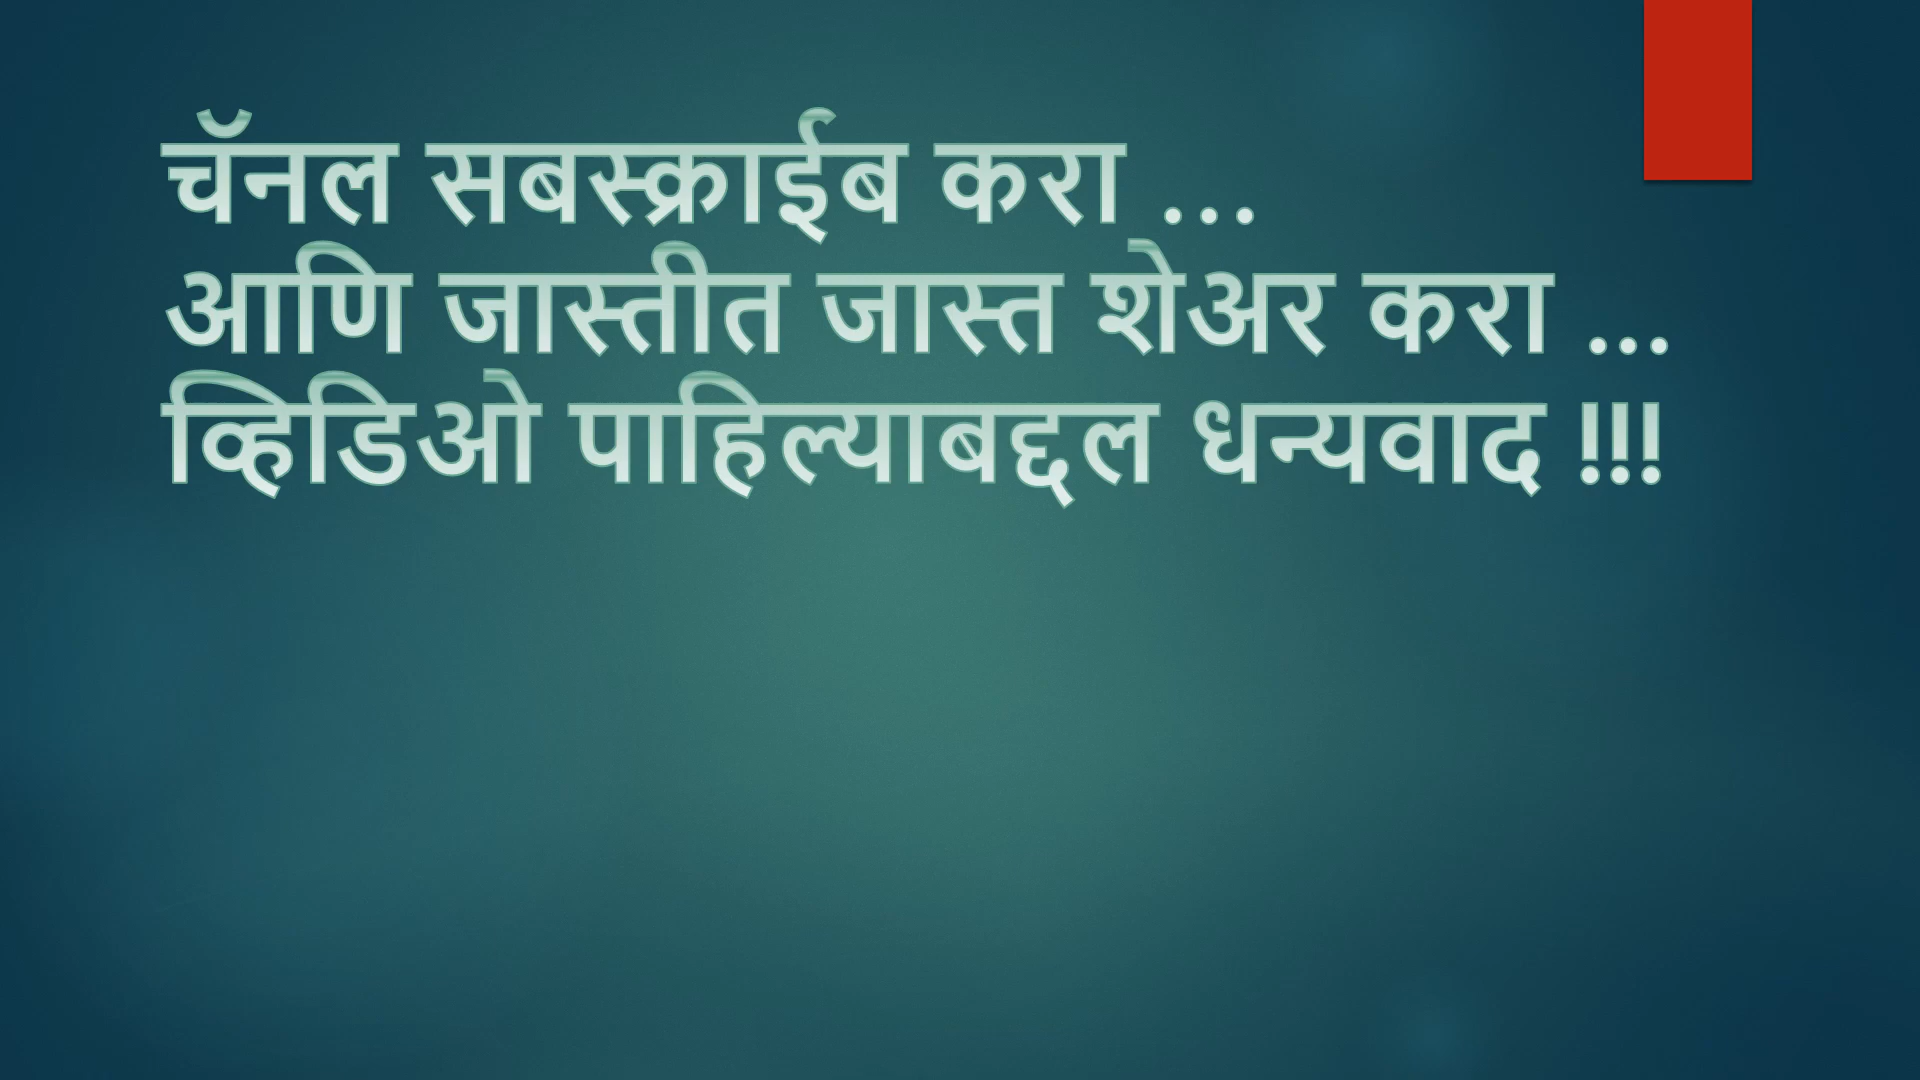 चॅनल सबस्क्राईब करा ...
आणि जास्तीत जास्त शेअर करा ...
व्हिडिओ पाहिल्याबद्दल धन्यवाद !!!